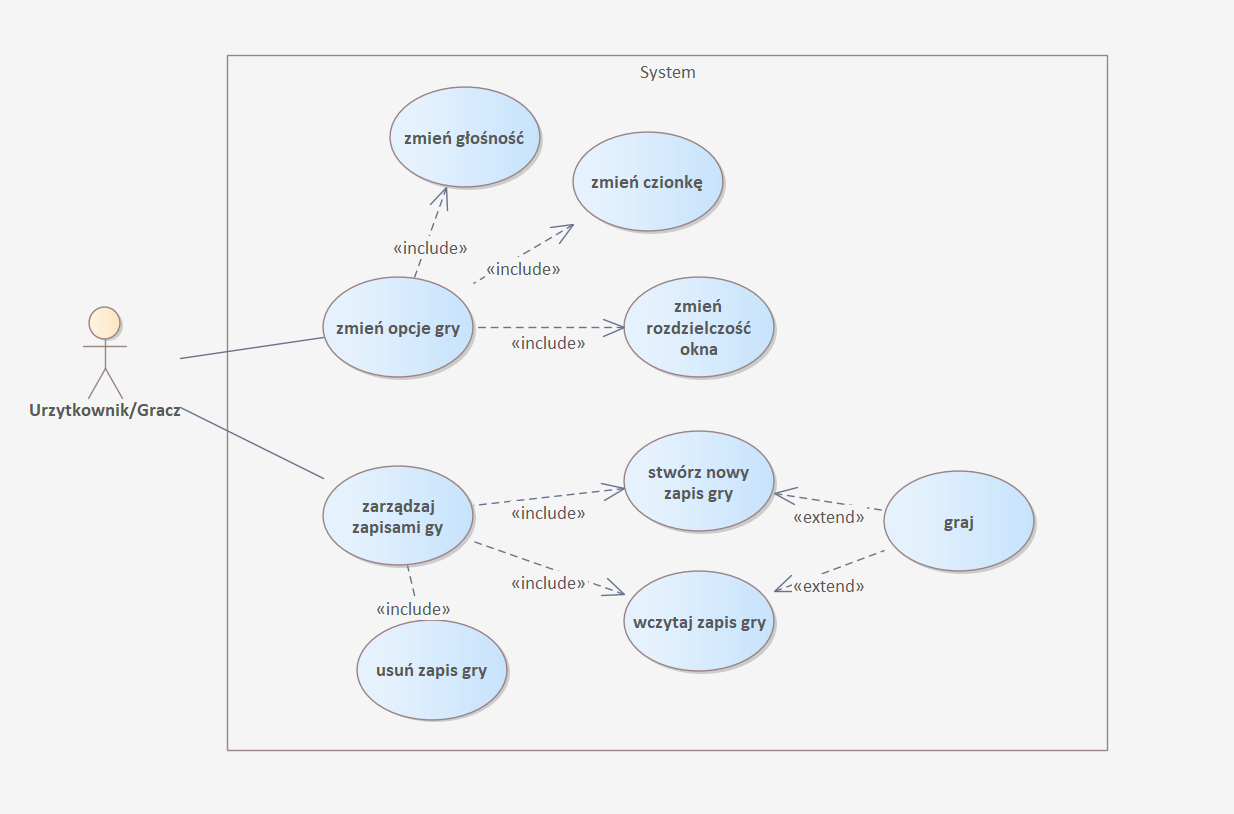 System
zmień głośność
zmień czionkę
«include»
«include»
zmień opcje gry
zmień
rozdzielczość
okna
«include»
Urzytkownik/Gracz
stwórz nowy
zapis gry
zarządzaj
zapisami gy
«include»
«extend»
graj
«include»
«extend»
«include»
wczytaj zapis gry
usuń zapis gry